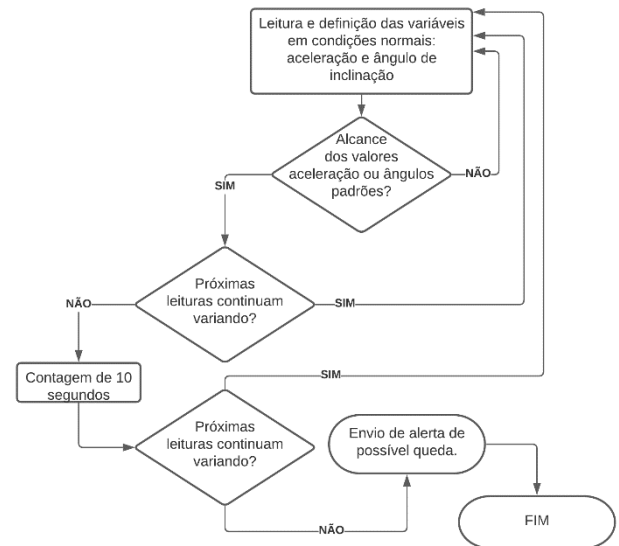 Leitura e definição das variáveis
em condições normais:
aceleração e ângulo de
inclinação
Alcance
dos valores
aceleração ou ângulos
padrões?
NÃO
SIM
Próximas
leituras continuam
variando?
SIM
NÃO
Contagem de 10
segundos
SIM
Próximas
leituras continuam
variando?
NÃO
Envio de alerta de
possível queda.
FIM